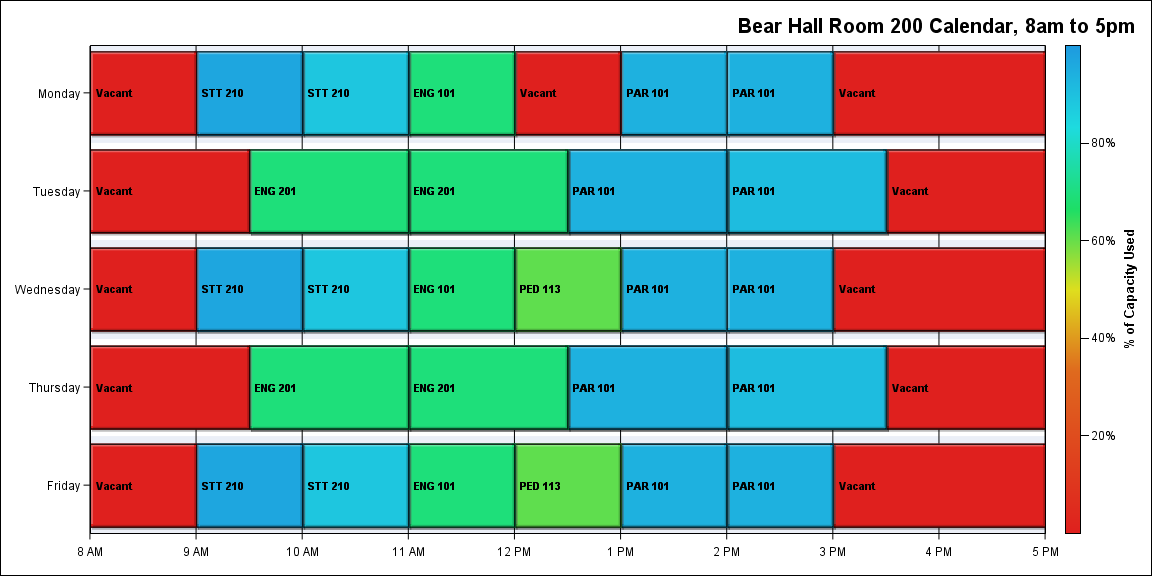 Bear Hall Room 200 Calendar, 8am to 5pm
Monday Vacant STT 210 STT 210 ENG 101 Vacant PAR 101 PAR 101 Vacant
80%
Tuesday Vacant ENG 201 ENG 201 PAR 101 PAR 101 Vacant
60%
% of Capacity Used
Wednesday Vacant STT 210 STT 210 ENG 101 PED 113 PAR 101 PAR 101 Vacant
40%
Thursday Vacant ENG 201 ENG 201 PAR 101 PAR 101 Vacant
20%
Friday Vacant STT 210 STT 210 ENG 101 PED 113 PAR 101 PAR 101 Vacant
8 AM 9 AM 10 AM 11 AM 12 PM 1 PM 2 PM 3 PM 4 PM 5 PM